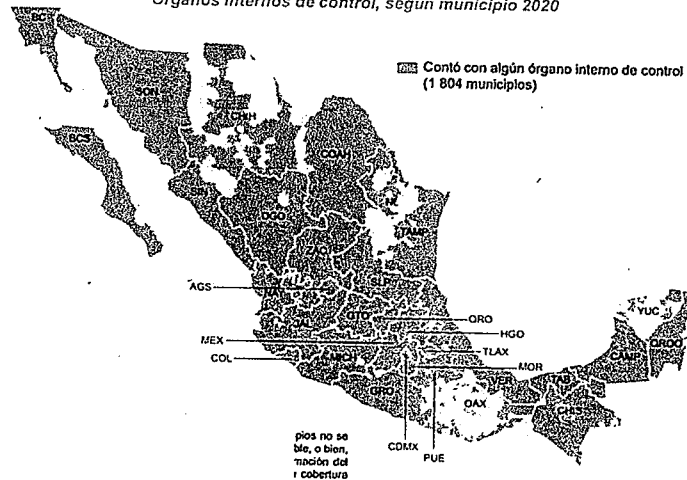 Órganos internos de control, según municipio 2020
Contó con algún órgano interno de control
(1 804 municipios)
BC
SON
CHIH
BCS
COAH
SIN
DGO
NL
TAMP
ZAC
SLP
AGS
NAY
JAL
GTO
QRO
HGO
MEX
TLAX
COL
MICH
MOR
GRO
VER
OAX
TAB
CHIS
CAMP
YUC
QROO
CDMX
PUE
pios no se
ble, o bien,
mación del
r cobertura